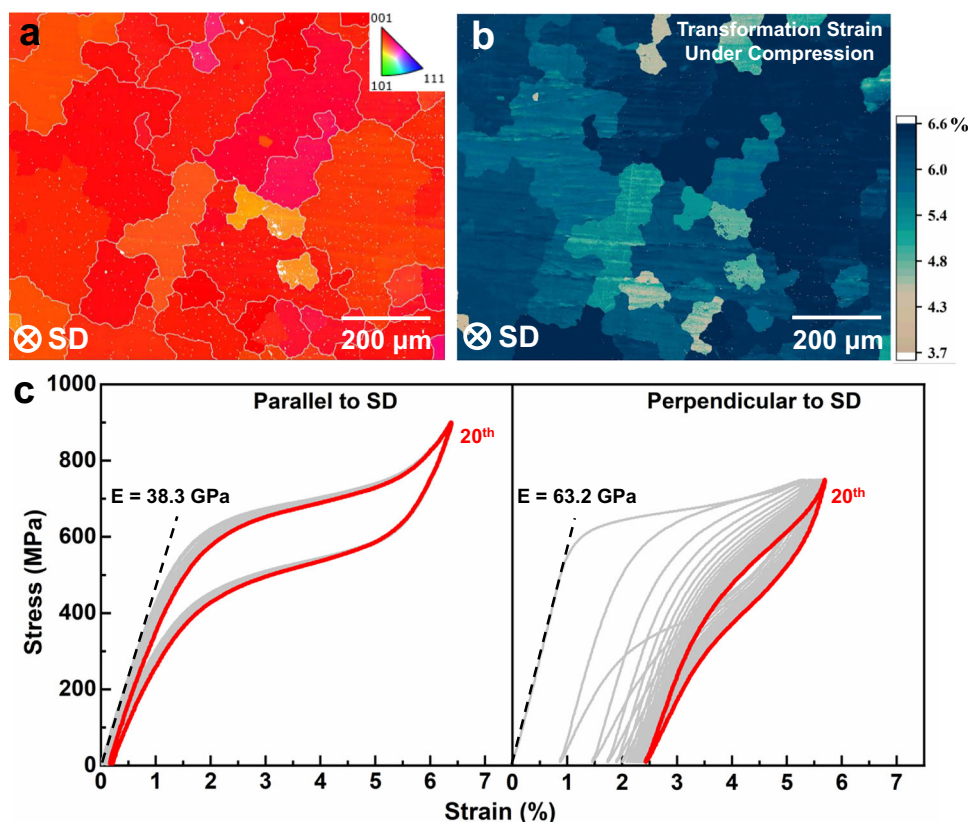 a
001
101
111
⊗ SD
200 µm
b
Transformation Strain
Under Compression
6.6 %
6.0
5.4
4.8
4.3
3.7
⊗ SD
200 µm
c
Stress (MPa)
1000
800
600
400
200
0
Parallel to SD
20th
E = 38.3 GPa
0 1 2 3 4 5 6 7
Perpendicular to SD
20th
E = 63.2 GPa
0 1 2 3 4 5 6 7
Strain (%)